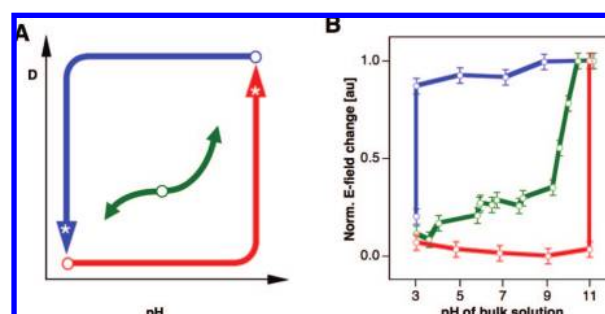 A
D
pH
B
Norm. E-field change [au]
1.0
0.5
0.0
3 5 7 9 11
pH of bulk solution